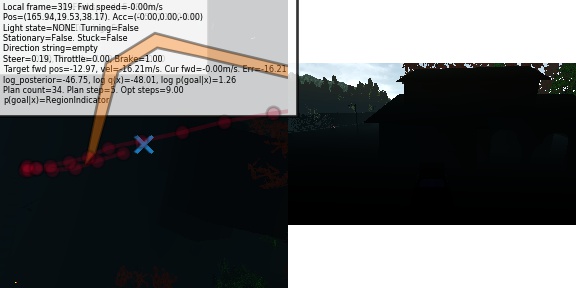 Local frame=319: Fwd speed=-0.00m/s
Pos=(165.94,19.53,38.17). Acc=(-0.00,0.00,-0.00)
Light state=NONE: Turning=False
Stationary=False. Stuck=False
Direction string=empty
Steer=0.19, Throttle=0.00, Brake=1.00
Target fwd pos=-12.97, vel=-16.21m/s. Cur fwd=-0.00m/s. Err=-16.21
log_posterior=-46.75, log q(x)=-48.01, log p(goal|x)=1.26
Plan count=34. Plan step=5. Opt steps=9.00
p(goal|x)=RegionIndicator